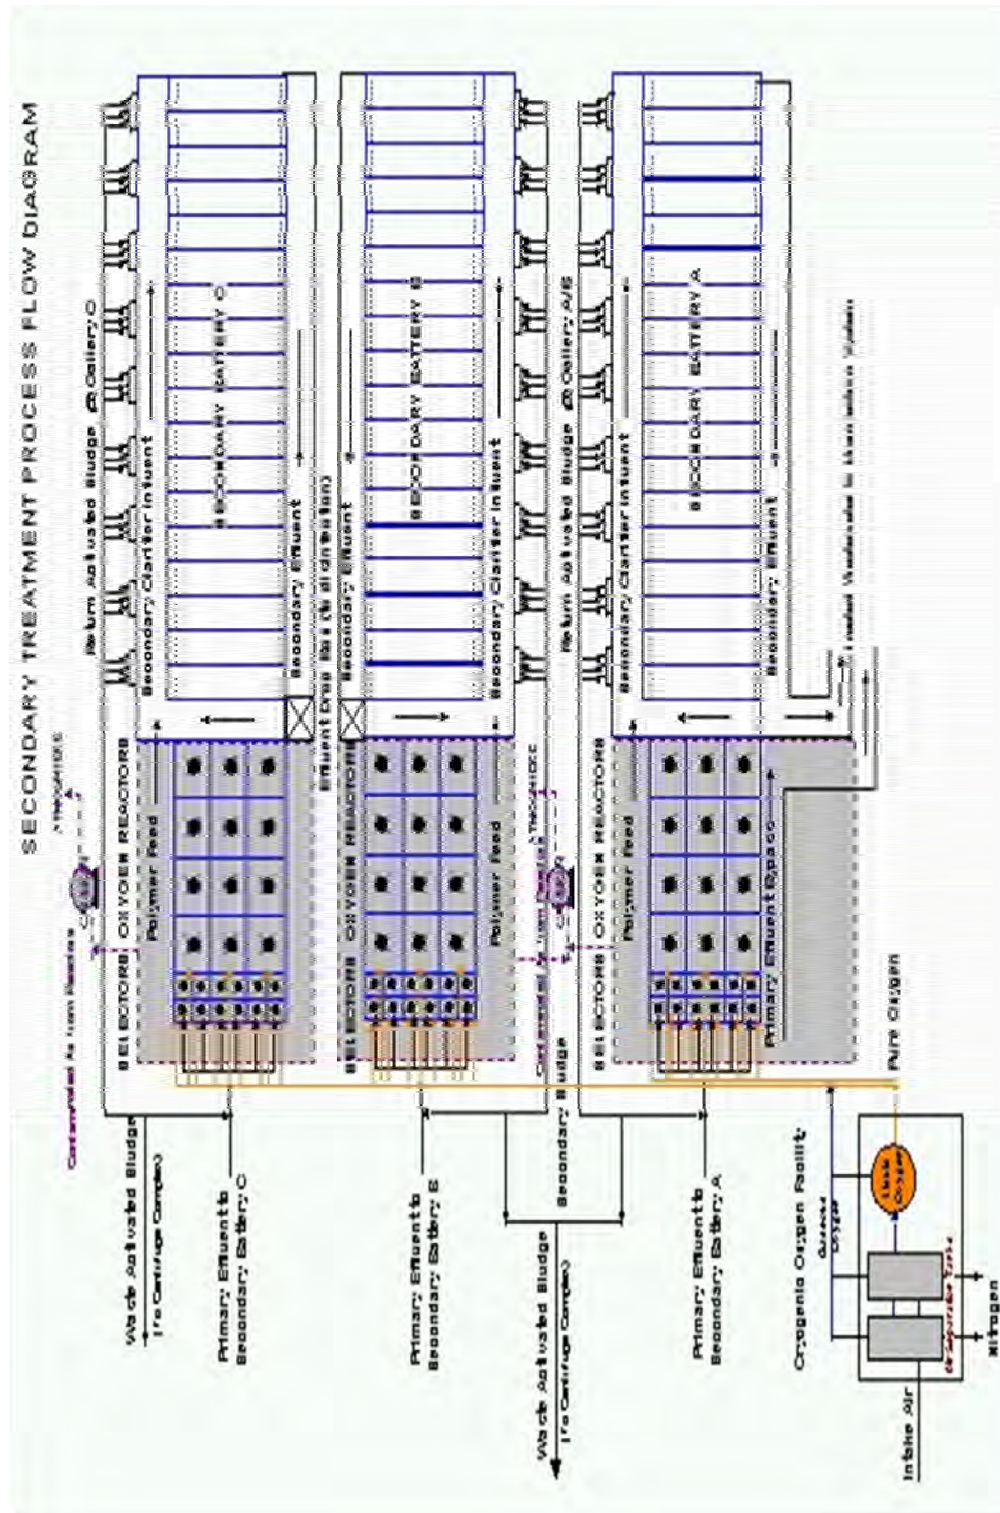 SECONDARY TREATMENT PROCESS FLOW DIAGRAM
Return Activated Sludge @ Gallery C
Secondary Clarifier Influent
SECONDARY BATTERY C
Secondary Effluent
Secondary Effluent
SECONDARY BATTERY B
Secondary Clarifier Influent
Return Activated Sludge @ Gallery A/B
Secondary Clarifier Influent
SECONDARY BATTERY A
Secondary Effluent
SELECTORS OXYGEN REACTORS
Polymer Feed
SELECTORS OXYGEN REACTORS
Polymer Feed
SELECTORS OXYGEN REACTORS
Polymer Feed
Primary Effluent Bypass
Waste Activated Sludge
(To Centrifuge Complex)
Primary Effluent to
Secondary Battery C
Primary Effluent to
Secondary Battery B
Secondary Sludge
Waste Activated Sludge
(To Centrifuge Complex)
Primary Effluent to
Secondary Battery A
Pure Oxygen
Cryogenic Oxygen Facility
Gaseous
Oxygen
Liquid
Oxygen
Nitrogen
Intake Air